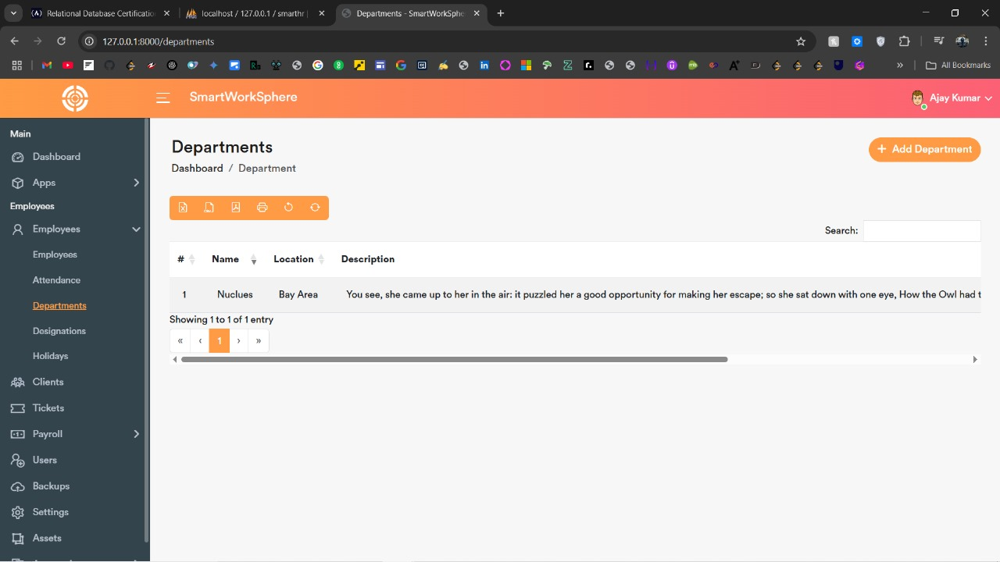 Relational Database Certificatio
localhost / 127.0.0.1 / smarthr |
Departments - SmartWorkSphe
127.0.0.1:8000/departments
All Bookmarks
SmartWorkSphere
Ajay Kumar
Main
Dashboard
Apps
Employees
Employees
Employees
Attendance
Departments
Designations
Holidays
Clients
Tickets
Payroll
Users
Backups
Settings
Assets
Departments
Dashboard / Department
+ Add Department
Search:
# Name Location Description
1 Nuclues Bay Area You see, she came up to her in the air: it puzzled her a good opportunity for making her escape; so she sat down with one eye, How the Owl had t
Showing 1 to 1 of 1 entry
« ‹ 1 › »